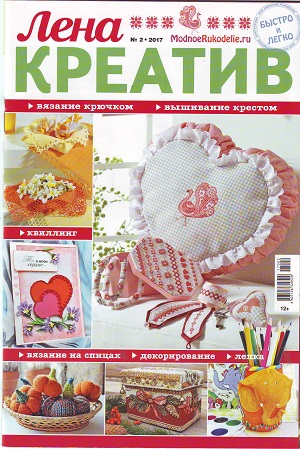 Лена
№ 2 • 2017
ModnoeRukodelie.ru
БЫСТРО И ЛЕГКО
КРЕАТИВ
ВЯЗАНИЕ КРЮЧКОМ
ВЫШИВАНИЕ КРЕСТОМ
КВИЛЛИНГ
12+
ВЯЗАНИЕ НА СПИЦАХ
ДЕКОРИРОВАНИЕ
ЛЕПКА